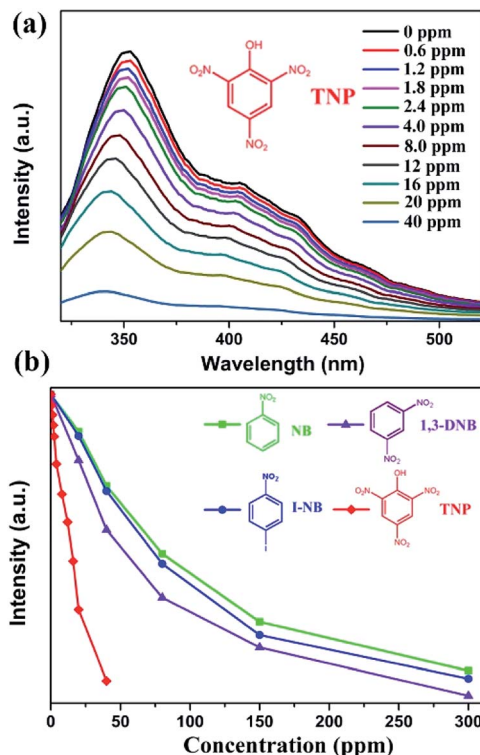 (a)
OH
NO₂
NO₂
NO₂
TNP
0 ppm
0.6 ppm
1.2 ppm
1.8 ppm
2.4 ppm
4.0 ppm
8.0 ppm
12 ppm
16 ppm
20 ppm
40 ppm
Intensity (a.u.)
350
400
450
500
Wavelength (nm)
(b)
NO₂
NB
NO₂
NO₂
1,3-DNB
NO₂
I
I-NB
OH
NO₂
NO₂
NO₂
TNP
Intensity (a.u.)
0
50
100
150
200
250
300
Concentration (ppm)